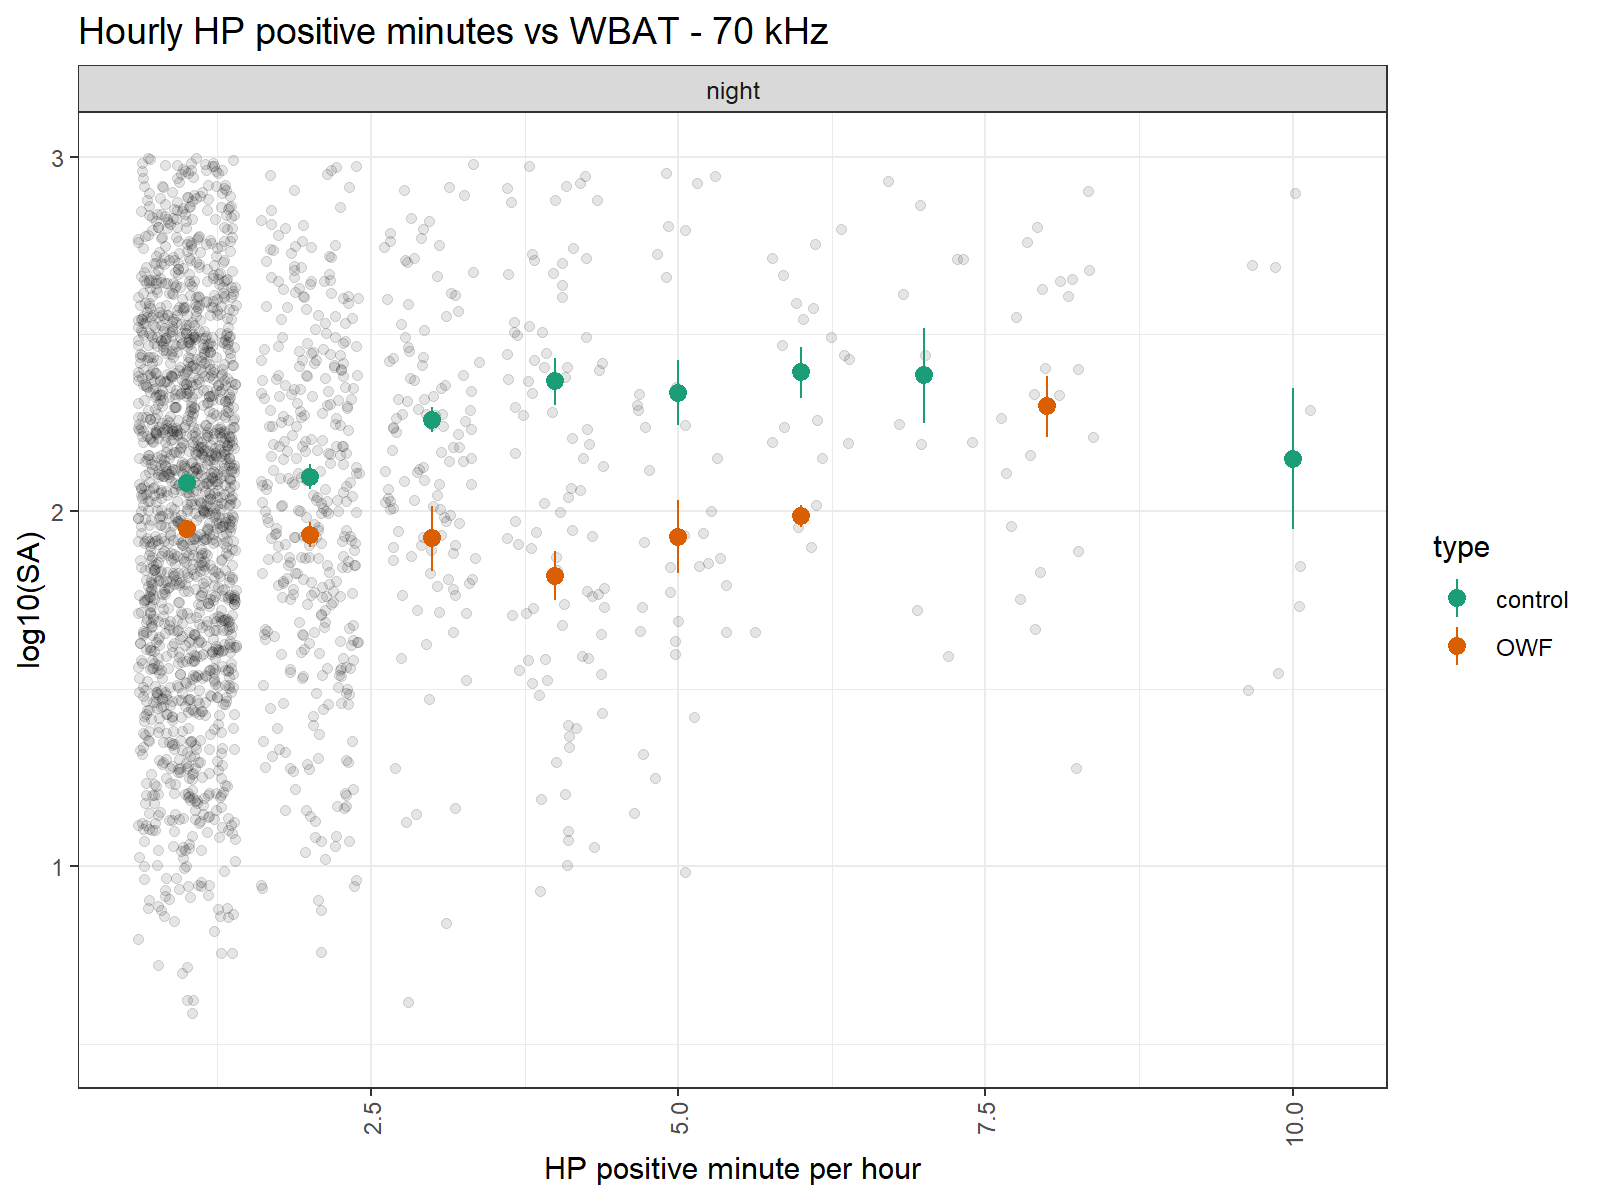 Hourly HP positive minutes vs WBAT - 70 kHz
night
3
2
1
log10(SA)
2.5
5.0
7.5
10.0
HP positive minute per hour
type
control
OWF